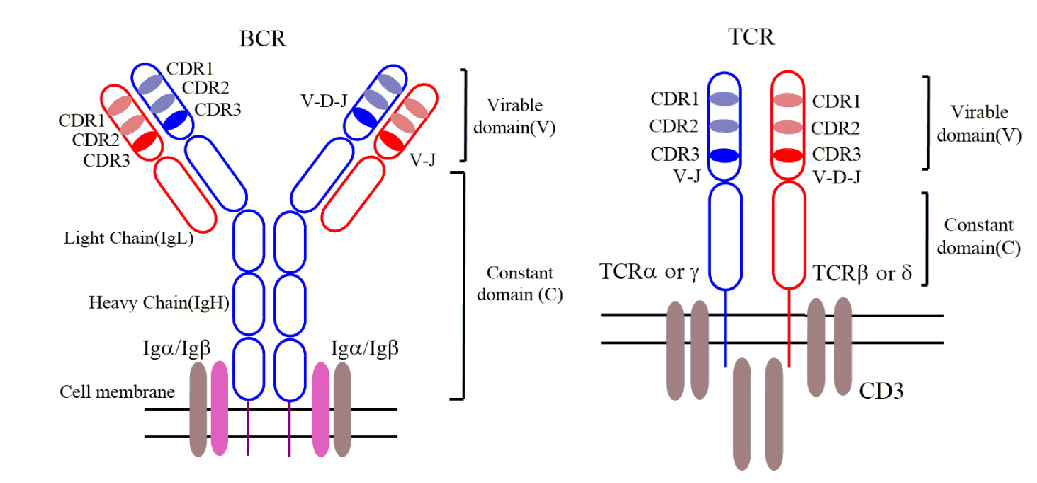 BCR
CDR1
CDR2
CDR3
CDR1
CDR2
CDR3
V-D-J
V-J
Virable
domain(V)
Light Chain(IgL)
Heavy Chain(IgH)
Constant
domain (C)
Igα/Igβ
Igα/Igβ
Cell membrane
TCR
CDR1
CDR2
CDR3
V-J
CDR1
CDR2
CDR3
V-D-J
Virable
domain(V)
Constant
domain(C)
TCRα or γ
TCRβ or δ
CD3